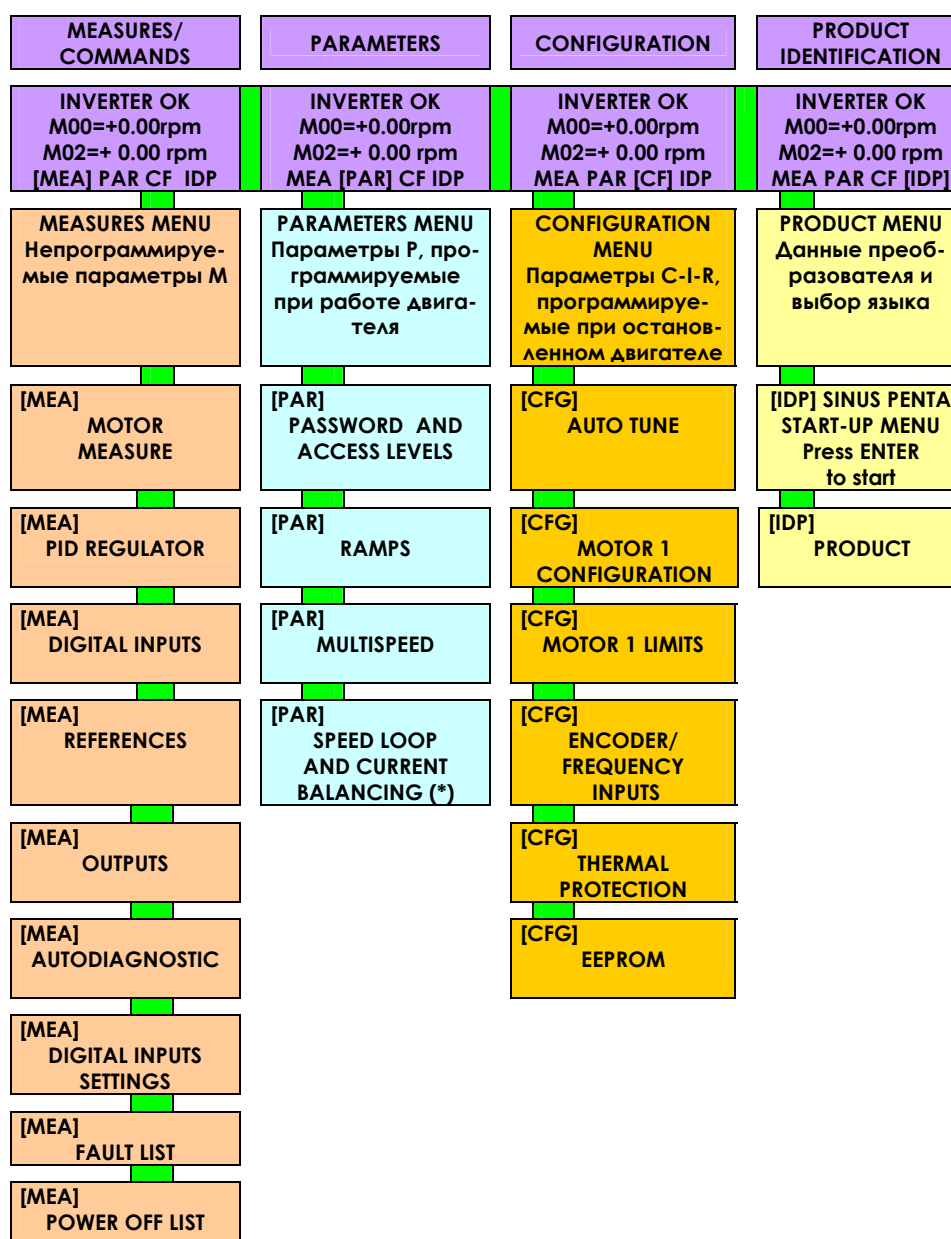 MEASURES/
COMMANDS
PARAMETERS
CONFIGURATION
PRODUCT
IDENTIFICATION
INVERTER OK
M00=+0.00rpm
M02=+ 0.00 rpm
[MEA] PAR CF IDP
INVERTER OK
M00=+0.00rpm
M02=+ 0.00 rpm
MEA [PAR] CF IDP
INVERTER OK
M00=+0.00rpm
M02=+ 0.00 rpm
MEA PAR [CF] IDP
INVERTER OK
M00=+0.00rpm
M02=+ 0.00 rpm
MEA PAR CF [IDP]
MEASURES MENU
Непрограммируе-
мые параметры M
PARAMETERS MENU
Параметры P, про-
граммируемые
при работе двига-
теля
CONFIGURATION
MENU
Параметры C-I-R,
программируе-
мые при останов-
ленном двигателе
PRODUCT MENU
Данные преоб-
разователя и
выбор языка
[MEA]
MOTOR
MEASURE
[PAR]
PASSWORD AND
ACCESS LEVELS
[CFG]
AUTO TUNE
[IDP] SINUS PENTA
START-UP MENU
Press ENTER
to start
[MEA]
PID REGULATOR
[PAR]
RAMPS
[CFG]
MOTOR 1
CONFIGURATION
[IDP]
PRODUCT
[MEA]
DIGITAL INPUTS
[PAR]
MULTISPEED
[CFG]
MOTOR 1 LIMITS
[MEA]
REFERENCES
[PAR]
SPEED LOOP
AND CURRENT
BALANCING (*)
[CFG]
ENCODER/
FREQUENCY
INPUTS
[MEA]
OUTPUTS
[CFG]
THERMAL
PROTECTION
[MEA]
AUTODIAGNOSTIC
[CFG]
EEPROM
[MEA]
DIGITAL INPUTS
SETTINGS
[MEA]
FAULT LIST
[MEA]
POWER OFF LIST